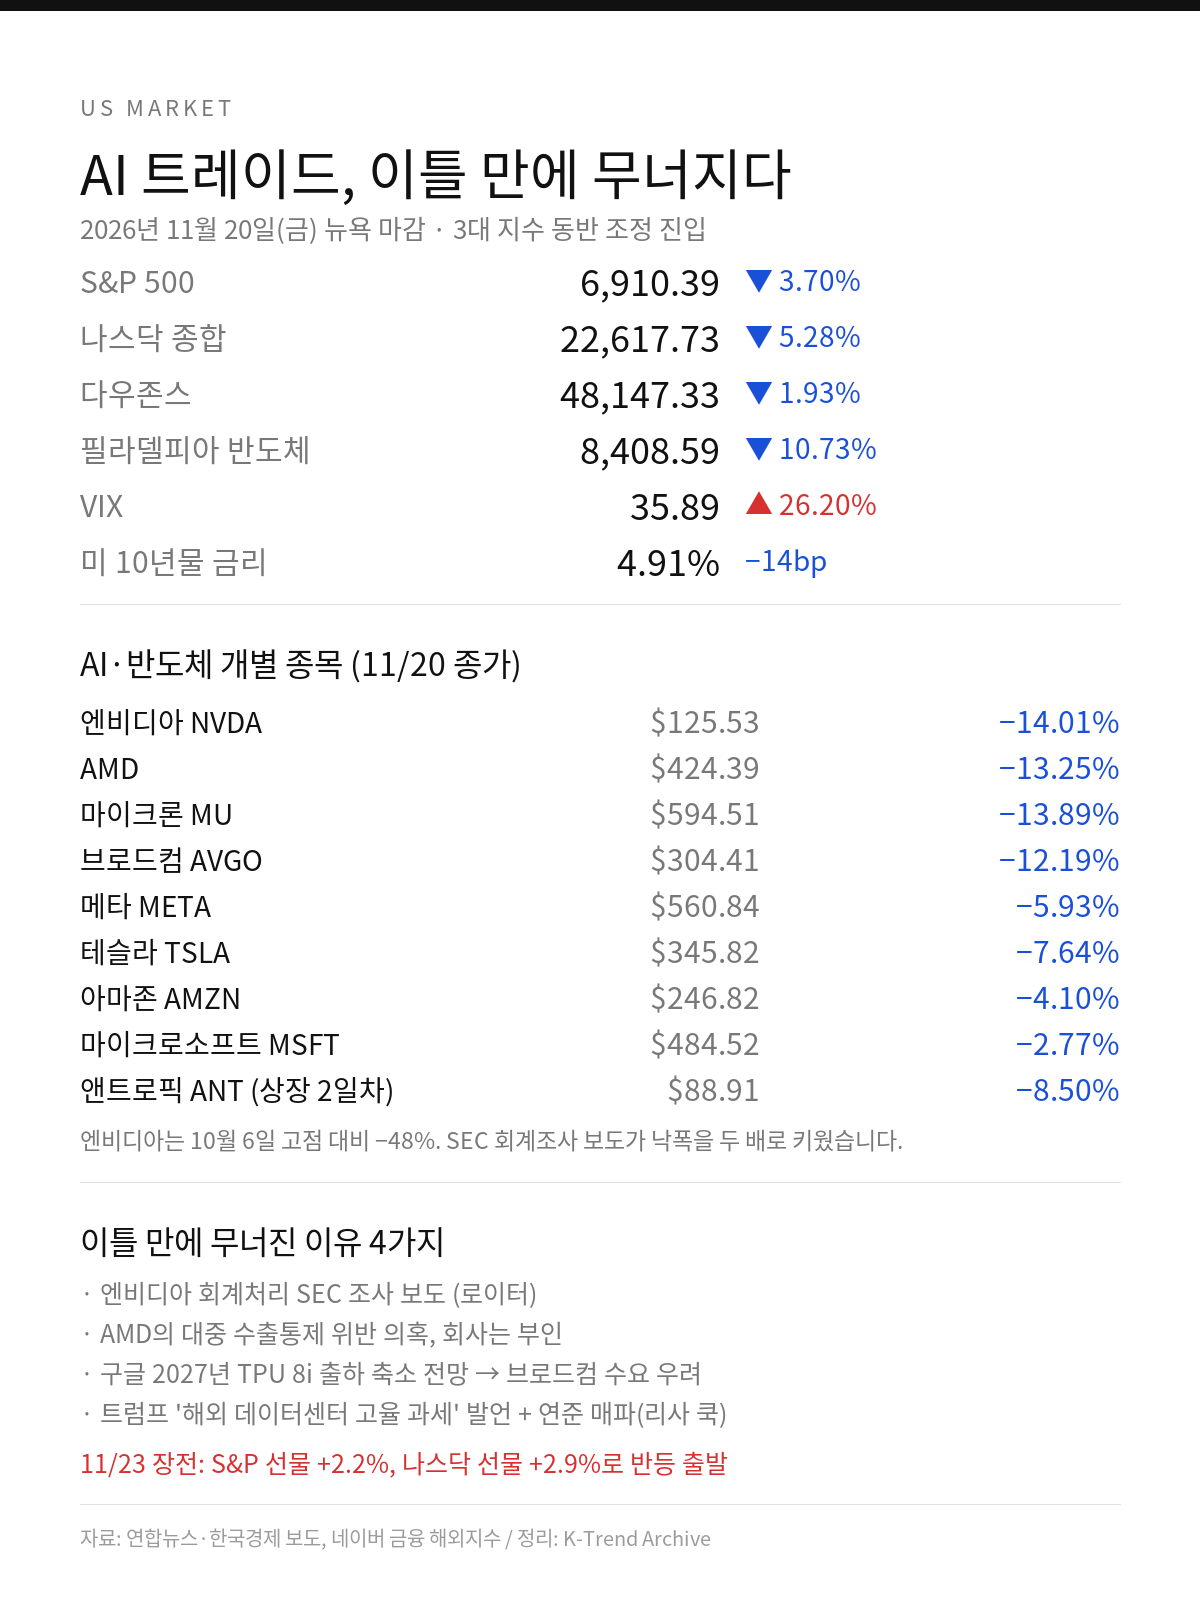 US MARKET
AI 트레이드, 이틀 만에 무너지다
2026년 11월 20일(금) 뉴욕 마감 · 3대 지수 동반 조정 진입
S&P 500 6,910.39 ▼ 3.70%
나스닥 종합 22,617.73 ▼ 5.28%
다우존스 48,147.33 ▼ 1.93%
필라델피아 반도체 8,408.59 ▼ 10.73%
VIX 35.89 ▲ 26.20%
미 10년물 금리 4.91% −14bp
AI·반도체 개별 종목 (11/20 종가)
엔비디아 NVDA $125.53 −14.01%
AMD $424.39 −13.25%
마이크론 MU $594.51 −13.89%
브로드컴 AVGO $304.41 −12.19%
메타 META $560.84 −5.93%
테슬라 TSLA $345.82 −7.64%
아마존 AMZN $246.82 −4.10%
마이크로소프트 MSFT $484.52 −2.77%
앤트로픽 ANT (상장 2일차) $88.91 −8.50%
엔비디아는 10월 6일 고점 대비 −48%. SEC 회계조사 보도가 낙폭을 두 배로 키웠습니다.
이틀 만에 무너진 이유 4가지
· 엔비디아 회계처리 SEC 조사 보도 (로이터)
· AMD의 대중 수출통제 위반 의혹, 회사는 부인
· 구글 2027년 TPU 8i 출하 축소 전망 → 브로드컴 수요 우려
· 트럼프 '해외 데이터센터 고율 과세' 발언 + 연준 매파(리사 쿡)
11/23 장전: S&P 선물 +2.2%, 나스닥 선물 +2.9%로 반등 출발
자료: 연합뉴스·한국경제 보도, 네이버 금융 해외지수 / 정리: K-Trend Archive